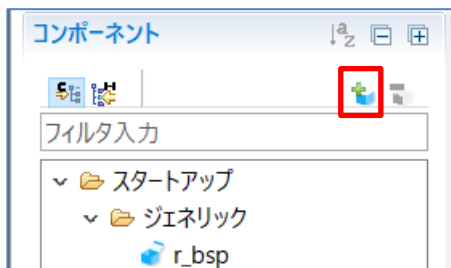 コンポーネント
フィルタ入力
スタートアップ
ジェネリック
r_bsp